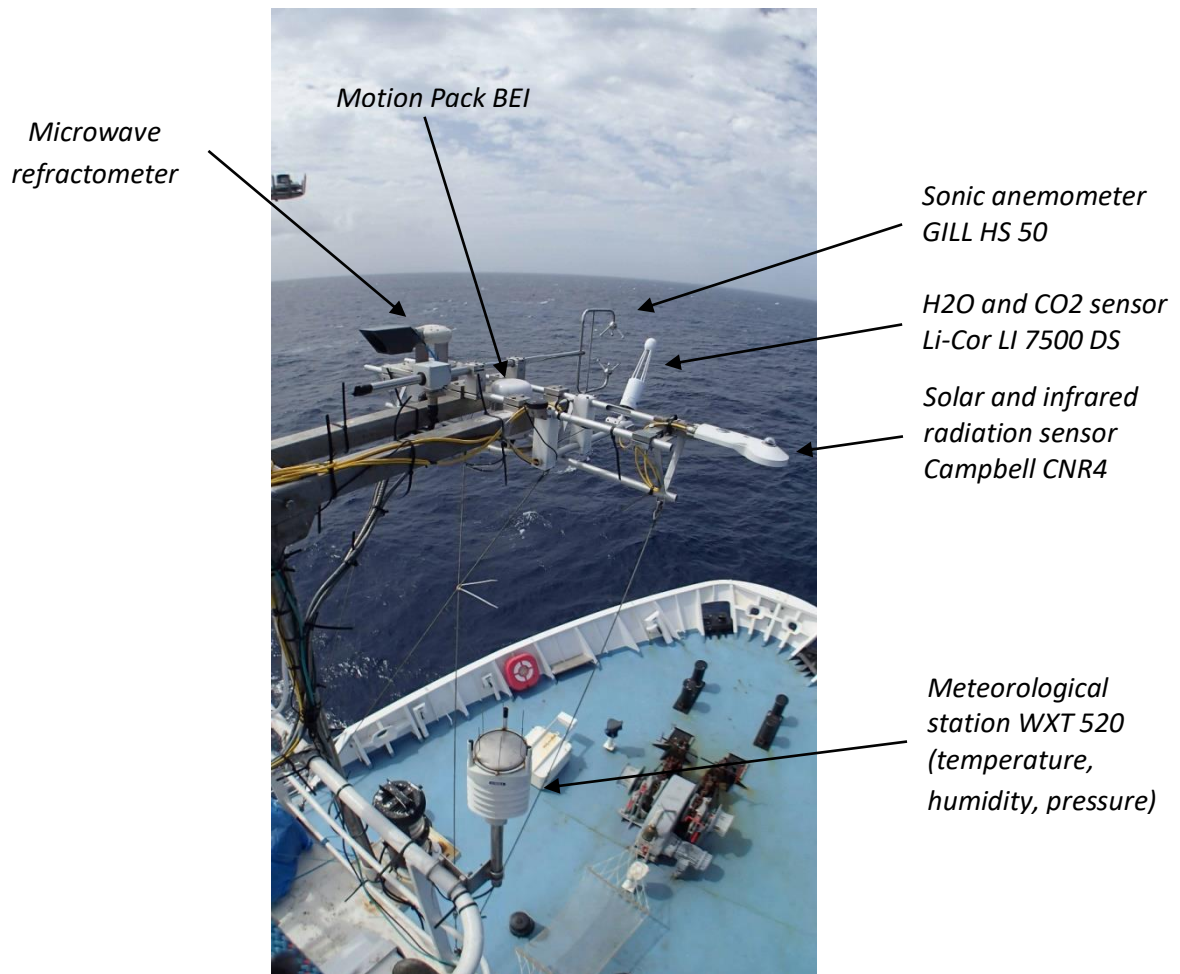 Motion Pack BEI
Microwave
refractometer
Sonic anemometer
GILL HS 50
H2O and CO2 sensor
Li-Cor LI 7500 DS
Solar and infrared
radiation sensor
Campbell CNR4
Meteorological
station WXT 520
(temperature,
humidity, pressure)